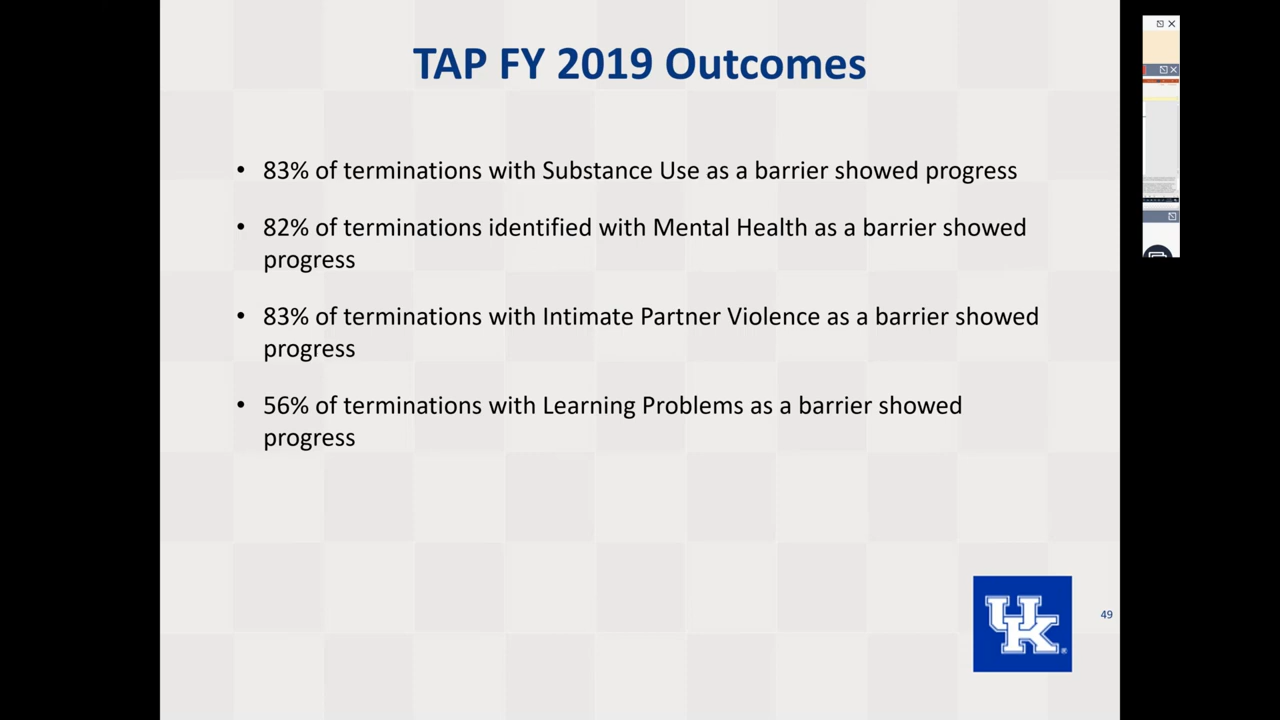 TAP FY 2019 Outcomes
• 83% of terminations with Substance Use as a barrier showed progress
• 82% of terminations identified with Mental Health as a barrier showed
progress
• 83% of terminations with Intimate Partner Violence as a barrier showed
progress
• 56% of terminations with Learning Problems as a barrier showed
progress
UK
®
49